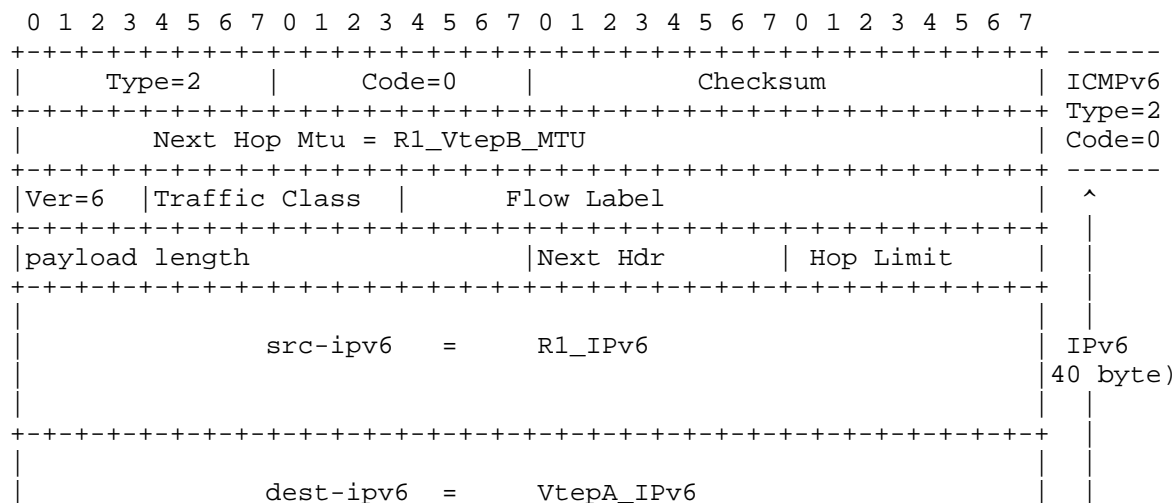 0 1 2 3 4 5 6 7 0 1 2 3 4 5 6 7 0 1 2 3 4 5 6 7 0 1 2 3 4 5 6 7
+-+-+-+-+-+-+-+-+-+-+-+-+-+-+-+-+-+-+-+-+-+-+-+-+-+-+-+-+-+-+-+-+ ------
|     Type=2    |     Code=0    |          Checksum             | ICMPv6
+-+-+-+-+-+-+-+-+-+-+-+-+-+-+-+-+-+-+-+-+-+-+-+-+-+-+-+-+-+-+-+-+ Type=2
|        Next Hop Mtu = R1_VtepB_MTU                            | Code=0
+-+-+-+-+-+-+-+-+-+-+-+-+-+-+-+-+-+-+-+-+-+-+-+-+-+-+-+-+-+-+-+-+ ------
|Ver=6  |Traffic Class  |      Flow Label                       |  ^
+-+-+-+-+-+-+-+-+-+-+-+-+-+-+-+-+-+-+-+-+-+-+-+-+-+-+-+-+-+-+-+-+  |
|payload length                 |Next Hdr       | Hop Limit     |  |
+-+-+-+-+-+-+-+-+-+-+-+-+-+-+-+-+-+-+-+-+-+-+-+-+-+-+-+-+-+-+-+-+  |
|                                                               |  |
|               src-ipv6  =     R1_IPv6                         | IPv6
|                                                               |40 byte)
|                                                               |  |
+-+-+-+-+-+-+-+-+-+-+-+-+-+-+-+-+-+-+-+-+-+-+-+-+-+-+-+-+-+-+-+-+  |
|                                                               |  |
|               dest-ipv6 =     VtepA_IPv6                      |  |